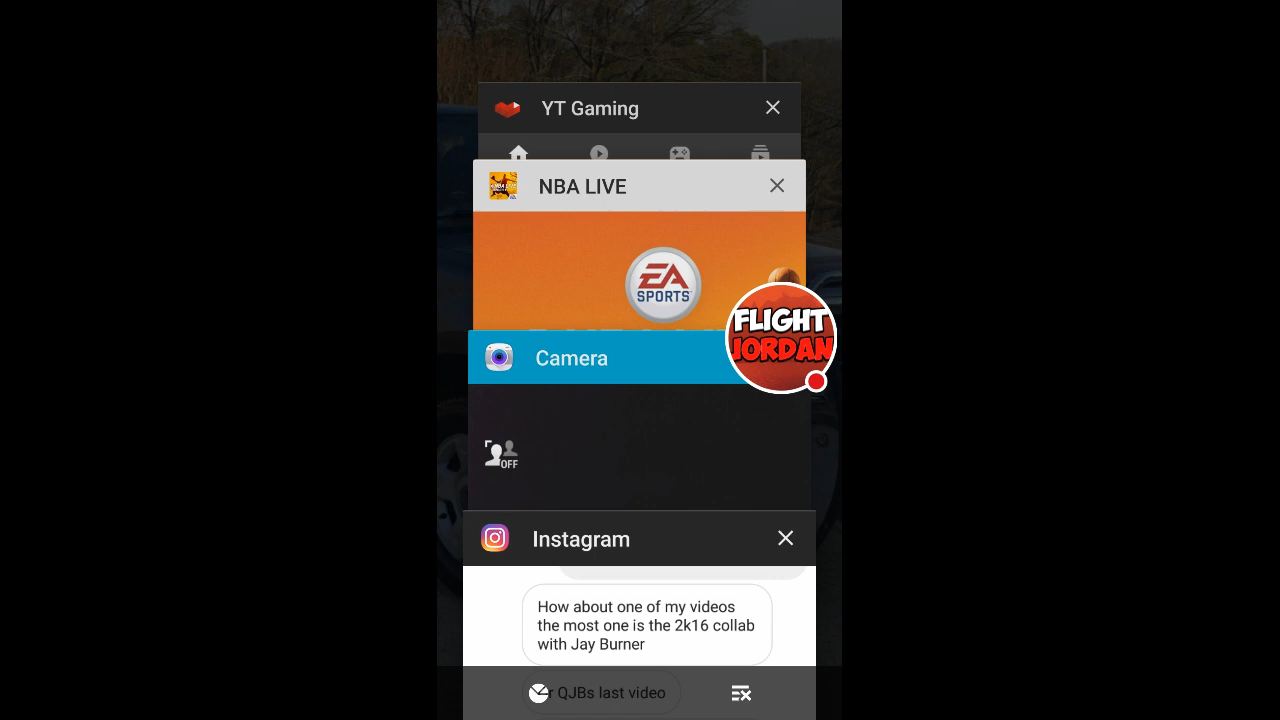 YT Gaming
NBA LIVE
EA
SPORTS
FLIGHT
JORDAN
Camera
OFF
Instagram
How about one of my videos
the most one is the 2k16 collab
with Jay Burner
QJBs last video